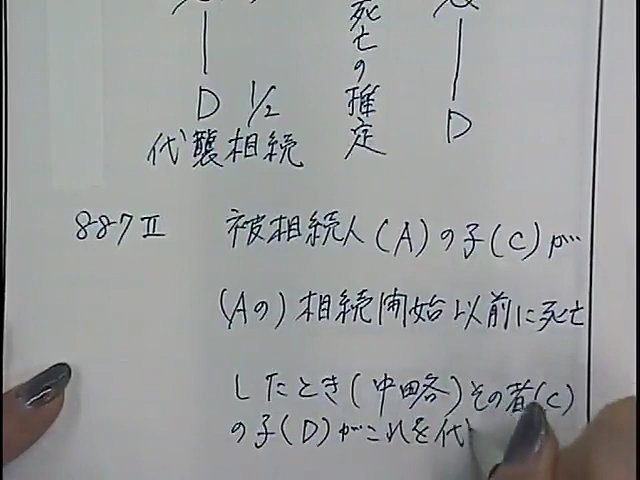 死亡の推定
D 1/2
D
代襲相続
887Ⅱ 被相続人(A)の子(C)が
(Aの)相続開始以前に死亡
したとき(中略)その者(C)
の子(D)がこれを代